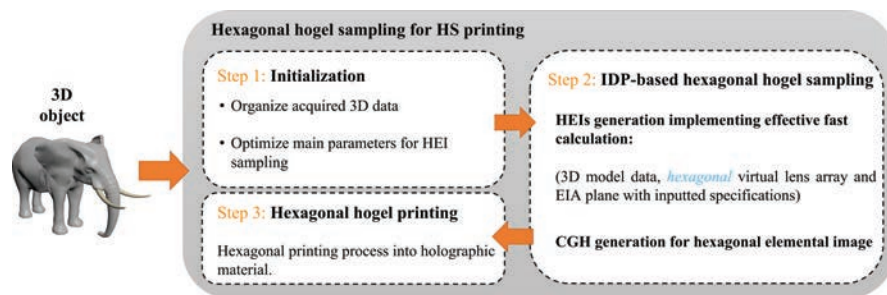 Hexagonal hogel sampling for HS printing
3D
object
Step 1: Initialization
• Organize acquired 3D data
• Optimize main parameters for HEI
sampling
Step 2: IDP-based hexagonal hogel sampling
HEIs generation implementing effective fast
calculation:
(3D model data, hexagonal virtual lens array and
EIA plane with inputted specifications)
CGH generation for hexagonal elemental image
Step 3: Hexagonal hogel printing
Hexagonal printing process into holographic
material.